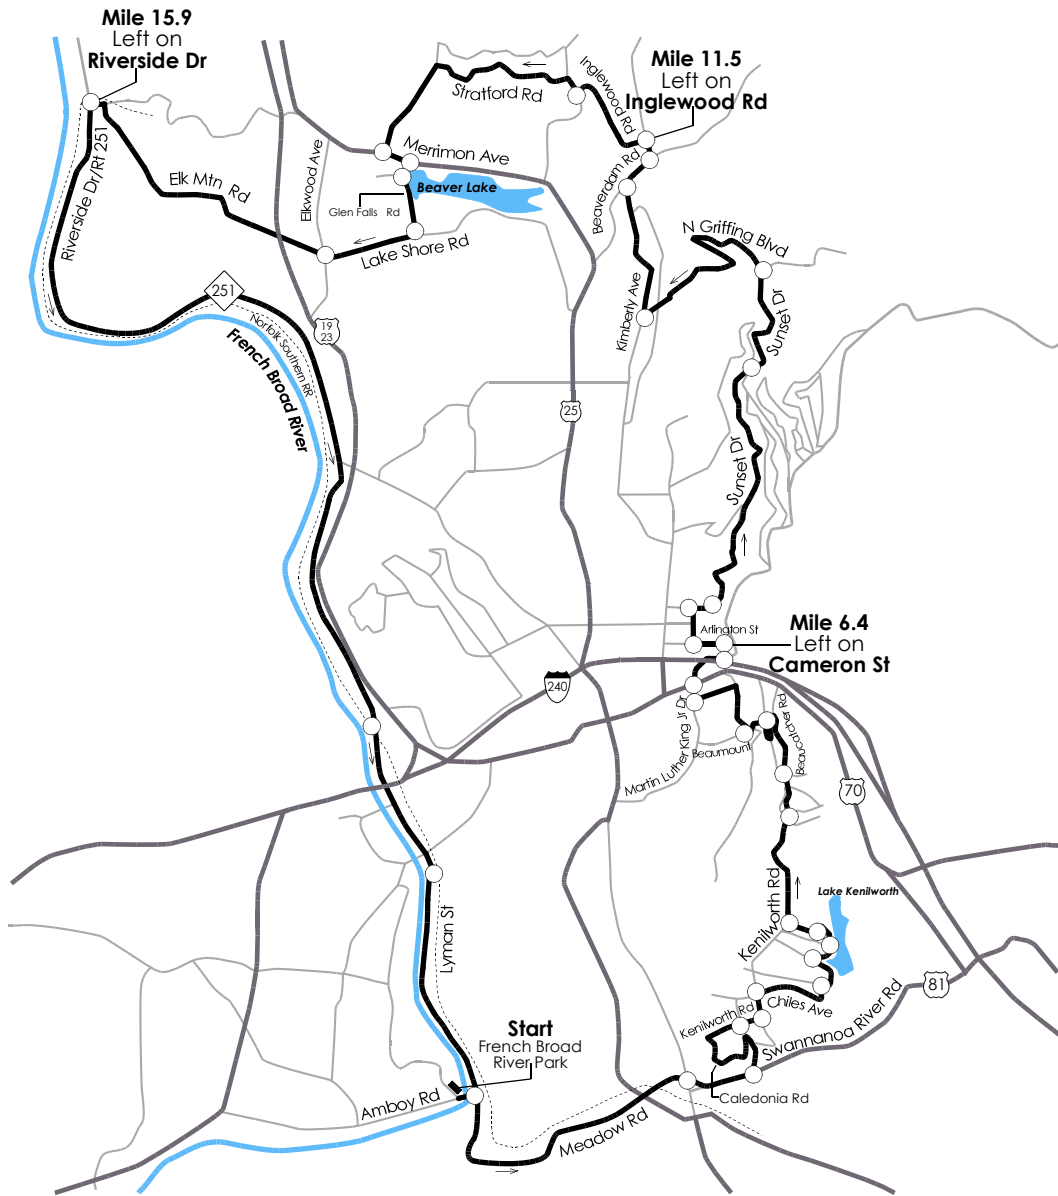 Mile 15.9
Left on
Riverside Dr
Mile 11.5
Left on
Inglewood Rd
Inglewood Rd
Stratford Rd
Merrimon Ave
Beaver Lake
Beaverdam Rd
Riverside Dr/Rt 251
Elk Mtn Rd
Elkwood Ave
Glen Falls Rd
Lake Shore Rd
N Griffing Blvd
Kimberly Ave
Sunset Dr
251
Norfolk Southern RR
French Broad River
19
23
25
Sunset Dr
Arlington St
Mile 6.4
Left on
Cameron St
240
Martin Luther King Jr Dr
Beaumount
Beaucatcher Rd
70
Kenilworth Rd
Lake Kenilworth
Lyman St
81
Chiles Ave
Kenilworth Rd
Swannanoa River Rd
Start
French Broad
River Park
Amboy Rd
Caledonia Rd
Meadow Rd